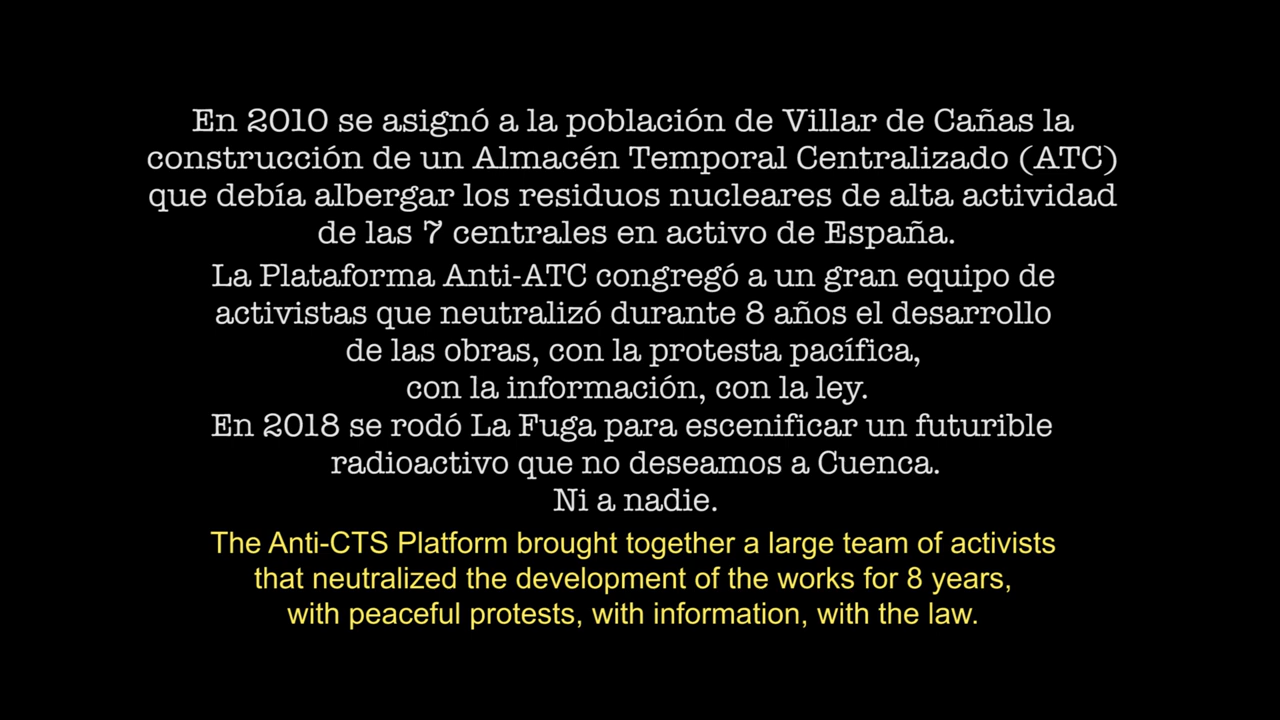 En 2010 se asignó a la población de Villar de Cañas la
construcción de un Almacén Temporal Centralizado (ATC)
que debía albergar los residuos nucleares de alta actividad
de las 7 centrales en activo de España.
La Plataforma Anti-ATC congregó a un gran equipo de
activistas que neutralizó durante 8 años el desarrollo
de las obras, con la protesta pacífica,
con la información, con la ley.
En 2018 se rodó La Fuga para escenificar un futurible
radioactivo que no deseamos a Cuenca.
Ni a nadie.
The Anti-CTS Platform brought together a large team of activists
that neutralized the development of the works for 8 years,
with peaceful protests, with information, with the law.